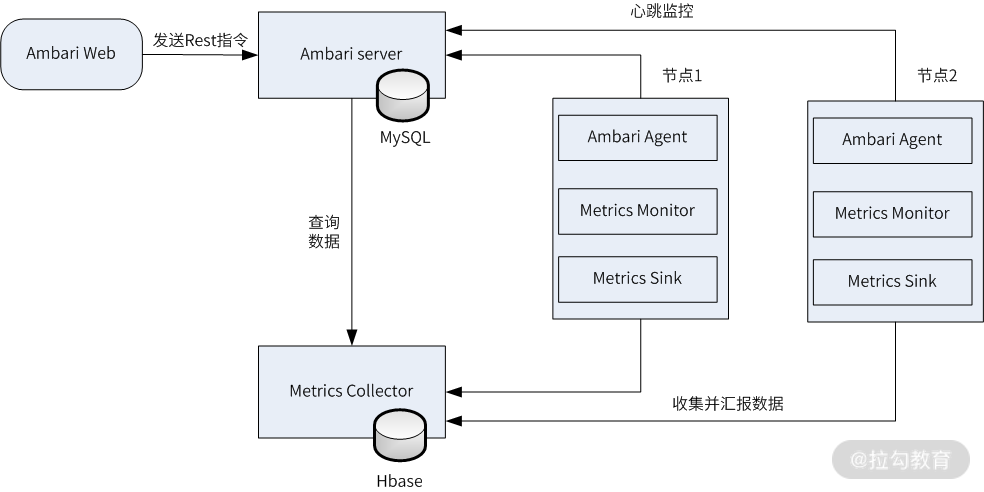 心跳监控
Ambari Web
发送Rest指令
Ambari server
MySQL
节点1
节点2
Ambari Agent
Metrics Monitor
Metrics Sink
Ambari Agent
Metrics Monitor
Metrics Sink
查询
数据
Metrics Collector
Hbase
收集并汇报数据
@拉勾教育